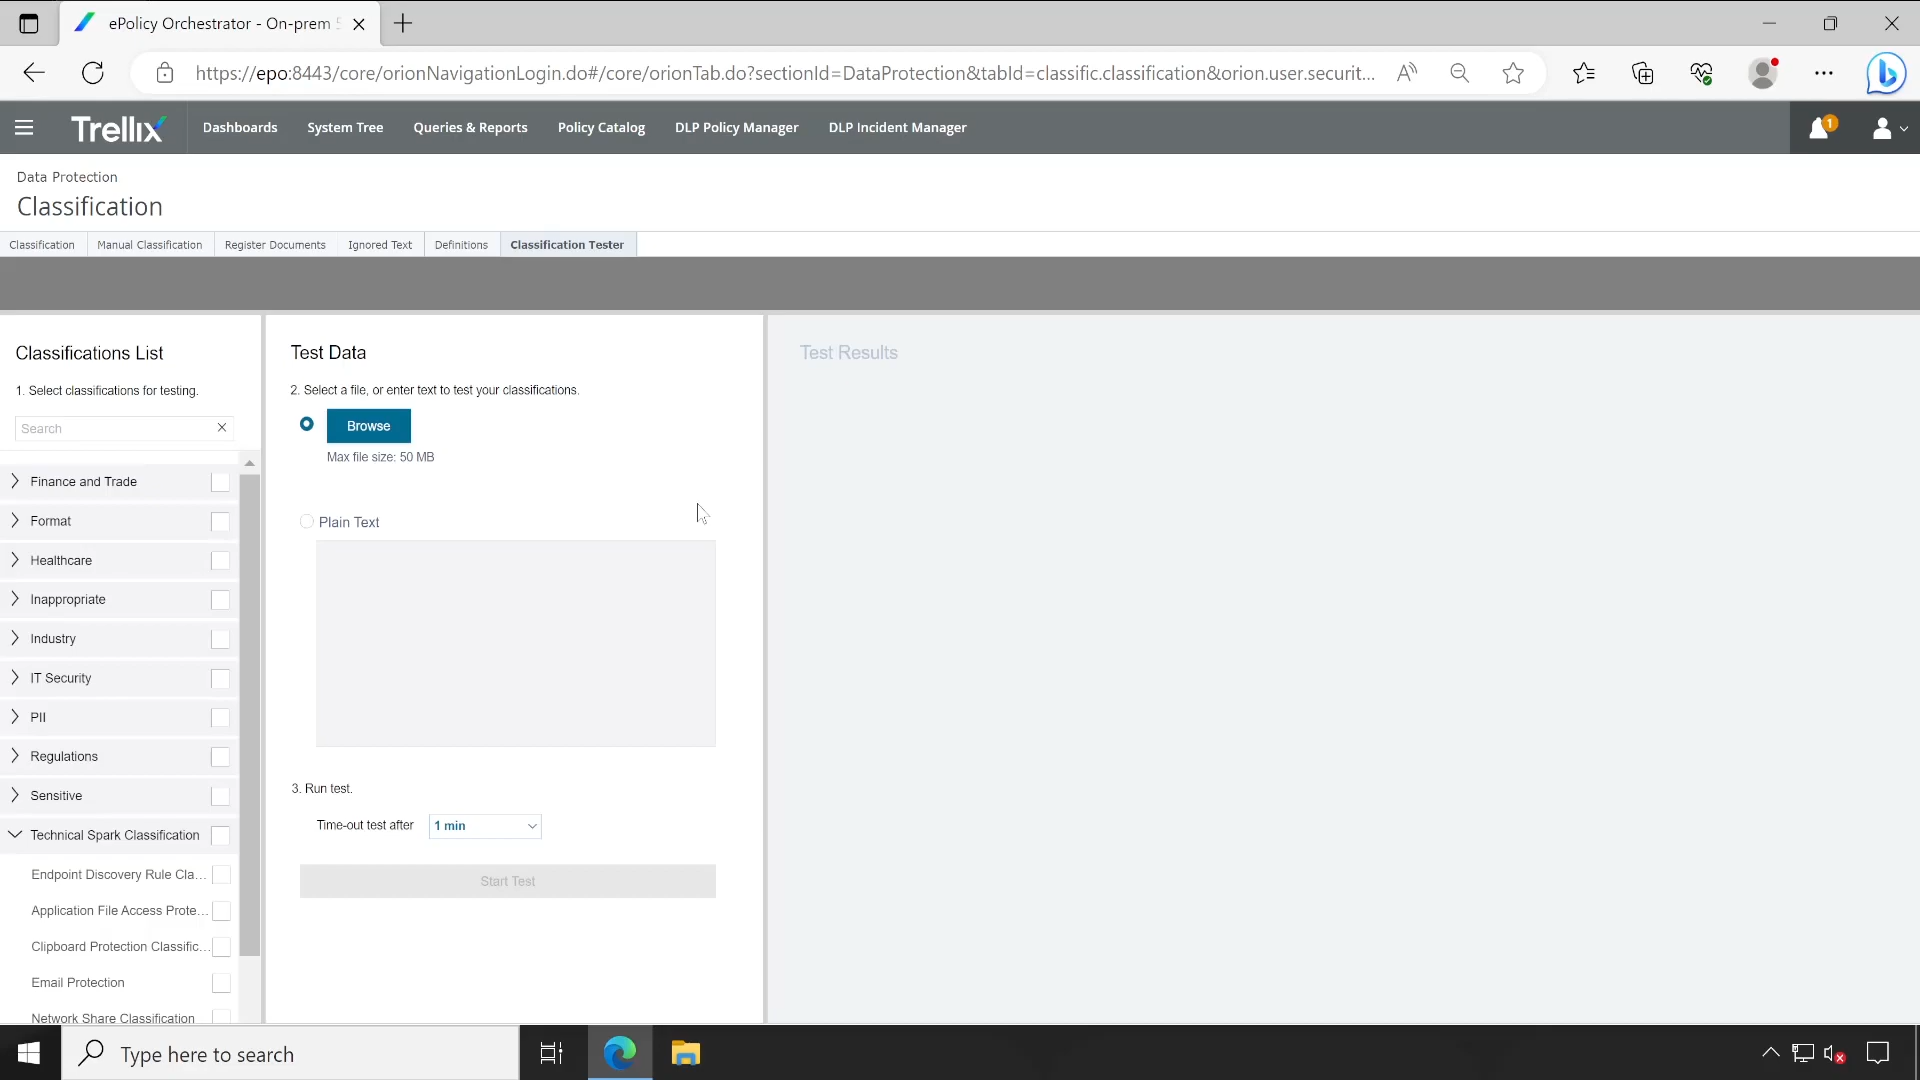 ePolicy Orchestrator - On-prem 5
https://epo:8443/core/orionNavigationLogin.do#/core/orionTab.do?sectionId=DataProtection&tabId=classific.classification&orion.user.securit...
Trellix
Dashboards
System Tree
Queries & Reports
Policy Catalog
DLP Policy Manager
DLP Incident Manager
1
Data Protection
Classification
Classification
Manual Classification
Register Documents
Ignored Text
Definitions
Classification Tester
Classifications List
1. Select classifications for testing.
Search
Finance and Trade
Format
Healthcare
Inappropriate
Industry
IT Security
PII
Regulations
Sensitive
Technical Spark Classification
Endpoint Discovery Rule Cla...
Application File Access Prote...
Clipboard Protection Classific...
Email Protection
Network Share Classification
Test Data
2. Select a file, or enter text to test your classifications.
Browse
Max file size: 50 MB
Plain Text
3. Run test.
Time-out test after
1 min
Start Test
Test Results
Type here to search